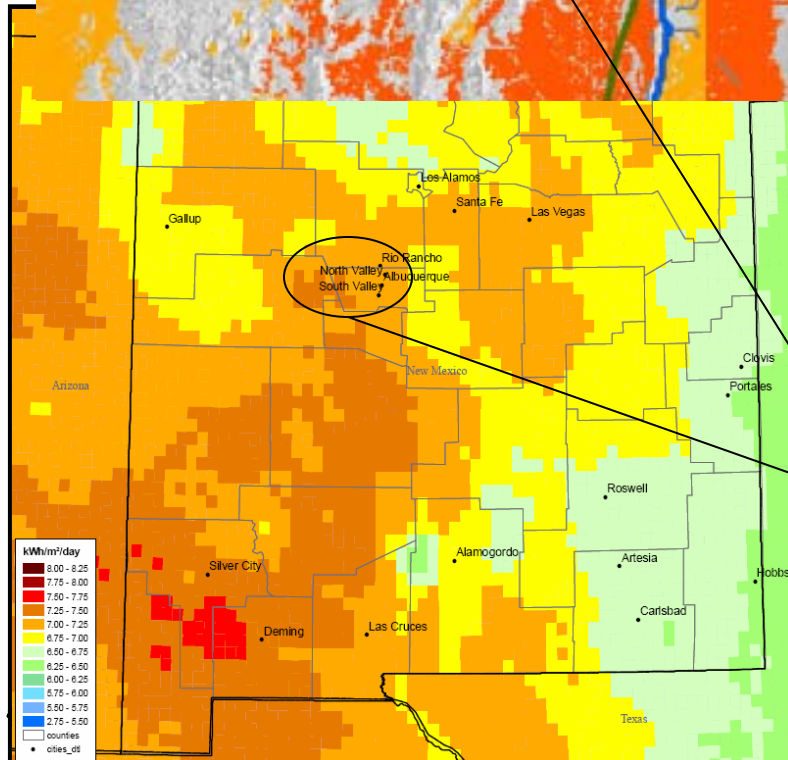 Los Alamos
Santa Fe
Las Vegas
Gallup
Rio Rancho
North Valley
Albuquerque
South Valley
Clovis
Arizona
New Mexico
Portales
Roswell
Alamogordo
Artesia
Hobbs
Silver City
Carlsbad
Deming
Las Cruces
Texas
kWh/m²/day
8.00 - 8.25
7.75 - 8.00
7.50 - 7.75
7.25 - 7.50
7.00 - 7.25
6.75 - 7.00
6.50 - 6.75
6.25 - 6.50
6.00 - 6.25
5.75 - 6.00
5.50 - 5.75
2.75 - 5.50
counties
cities_dtl